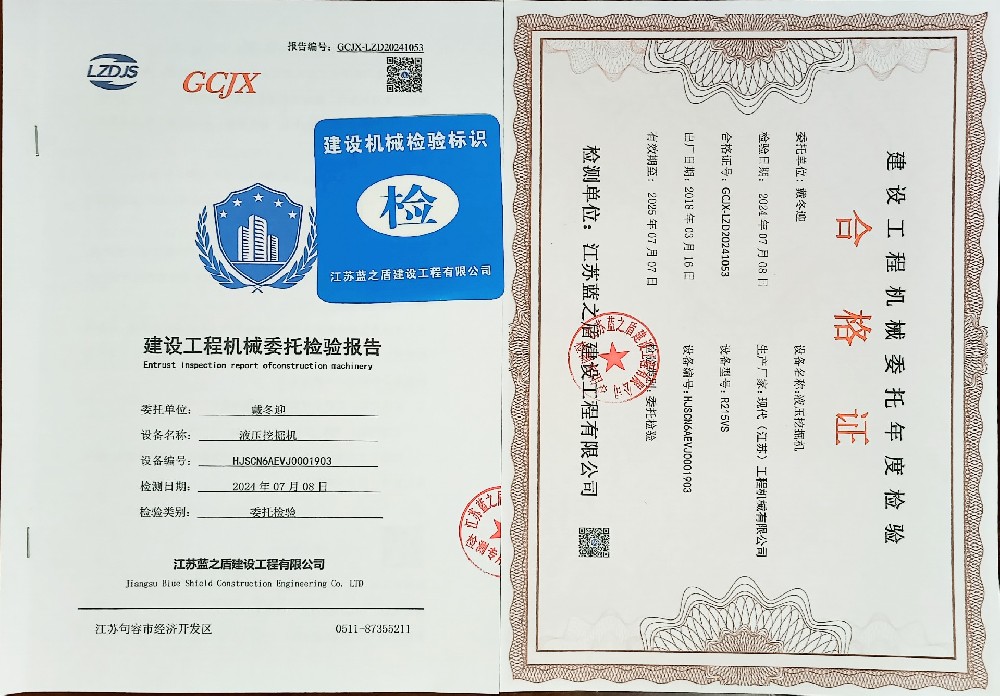 报告编号：GCJX-LZD20241053
LZDJS
GCJX
建设机械检验标识
检
江苏蓝之盾建设工程有限公司
建设工程机械委托检验报告
Entrust inspection report ofconstruction machinery
委托单位：戴冬迎
设备名称：液压挖掘机
设备编号：HJSCN6AEVJ0001903
检测日期：2024 年 07 月 08 日
检验类别：委托检验
江苏蓝之盾建设工程有限公司
Jiangsu Blue Shield Construction Engineering Co. LTD
江苏句容市经济开发区
0511-87355211
建设工程机械委托年度检验
合格证
委托单位：戴冬迎
设备名称：液压挖掘机
检验日期：2024 年 07 月 08 日
生产厂家：现代（江苏）工程机械有限公司
合格证号：GCJX-LZD20241053
设备型号：R215VS
出厂日期：2018 年 03 月 16 日
设备编号：HJSCN6AEVJ0001903
有效期至：2025 年 07 月 07 日
委托检验
检测单位：江苏蓝之盾建设工程有限公司